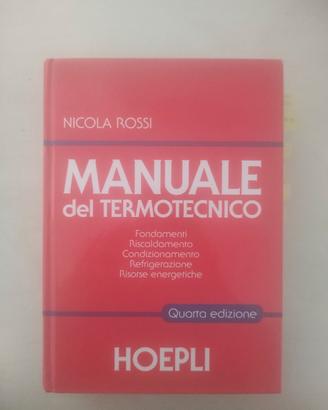 NICOLA ROSSI
MANUALE
del TERMOTECNICO
Fondamenti
Riscaldamento
Condizionamento
Refrigerazione
Risorse energetiche
Quarta edizione
HOEPLI